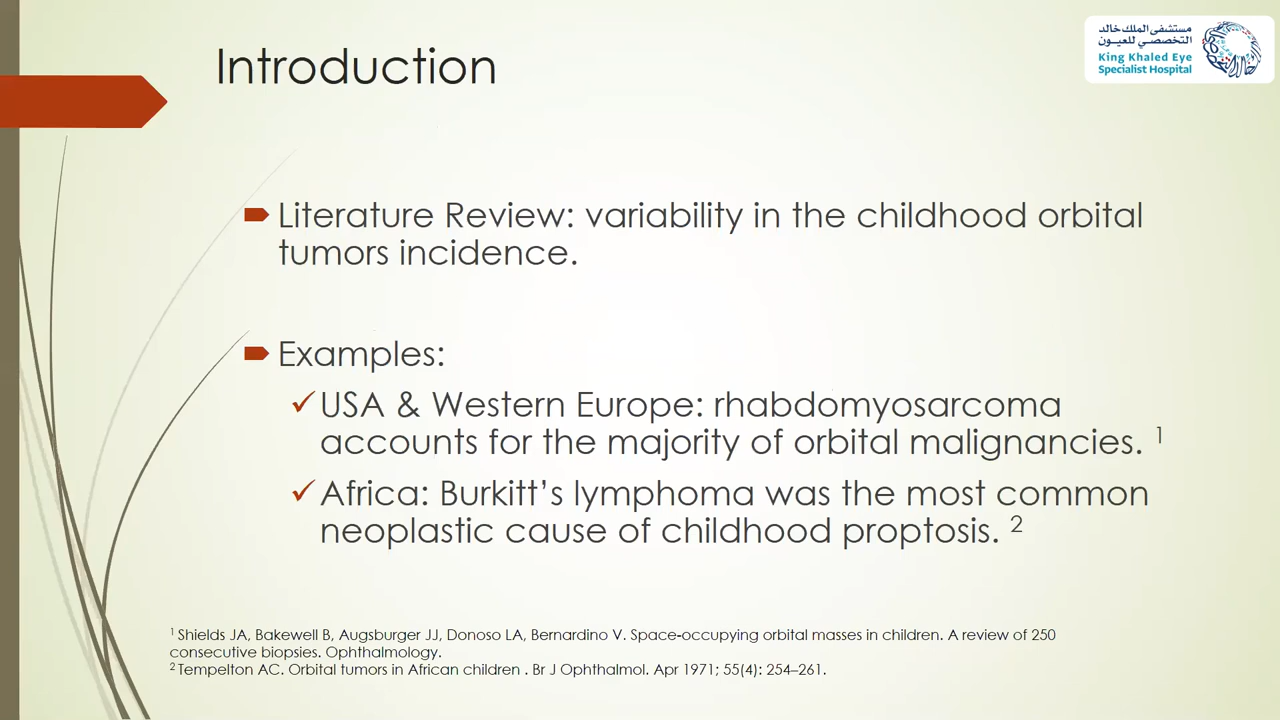 Introduction
مستشفى الملك خالد
التخصصي للعيون
King Khaled Eye
Specialist Hospital
Literature Review: variability in the childhood orbital
tumors incidence.
Examples:
USA & Western Europe: rhabdomyosarcoma
accounts for the majority of orbital malignancies. 1
Africa: Burkitt’s lymphoma was the most common
neoplastic cause of childhood proptosis. 2
1 Shields JA, Bakewell B, Augsburger JJ, Donoso LA, Bernardino V. Space-occupying orbital masses in children. A review of 250
consecutive biopsies. Ophthalmology.
2 Tempelton AC. Orbital tumors in African children . Br J Ophthalmol. Apr 1971; 55(4): 254–261.